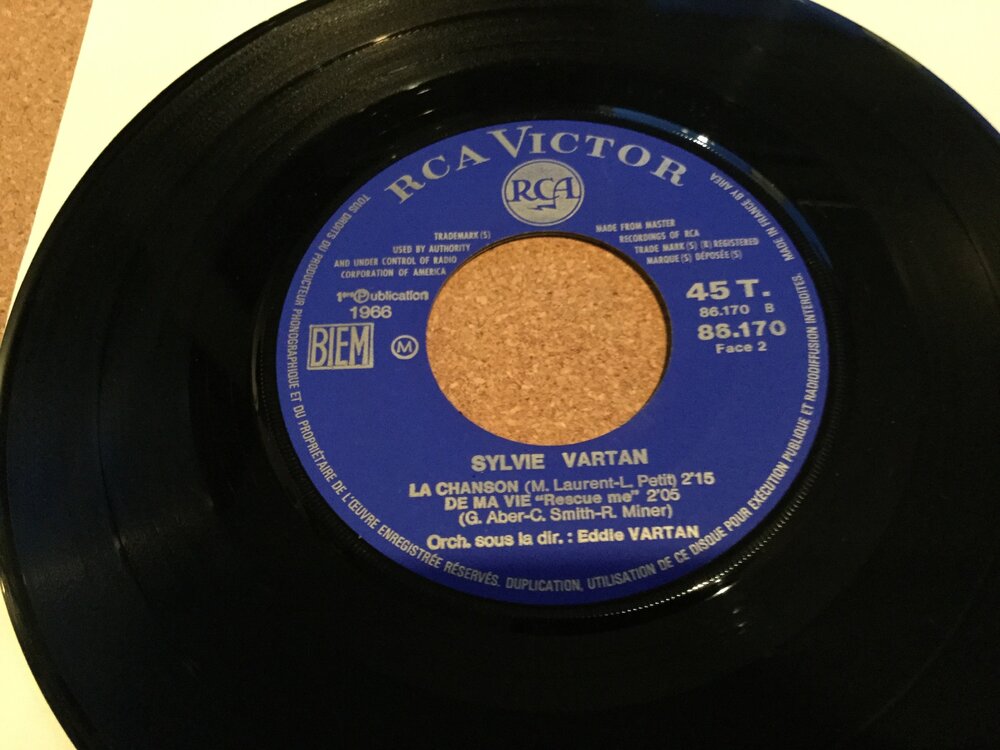 RCA VICTOR
RCA
TRADEMARK(S)
USED BY AUTHORITY
AND UNDER CONTROL OF RADIO
CORPORATION OF AMERICA
MADE FROM MASTER
RECORDINGS OF RCA
TRADE MARK(S) (R) REGISTERED
MARQUE(S) DÉPOSÉE(S)
1ère Ⓟublication
1966
BIEM
M
45 T.
86.170 B
86.170
Face 2
SYLVIE VARTAN
LA CHANSON (M. Laurent-L. Petit) 2'15
DE MA VIE "Rescue me" 2'05
(G. Aber-C. Smith-R. Miner)
Orch. sous la dir. : Eddie VARTAN
TOUS DROITS DU PRODUCTEUR PHONOGRAPHIQUE ET DU PROPRIÉTAIRE DE L'ŒUVRE ENREGISTRÉE RÉSERVÉS. DUPLICATION, UTILISATION DE CE DISQUE POUR EXÉCUTION PUBLIQUE ET RADIODIFFUSION INTERDITES. MADE IN FRANCE BY AREA